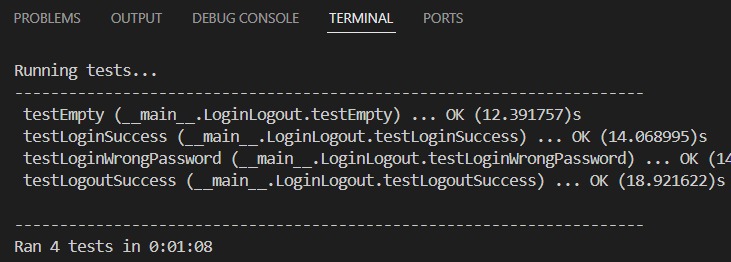 PROBLEMS OUTPUT DEBUG CONSOLE TERMINAL PORTS
Running tests...
----------------------------------------------------------------------
testEmpty (__main__.LoginLogout.testEmpty) ... OK (12.391757)s
testLoginSuccess (__main__.LoginLogout.testLoginSuccess) ... OK (14.068995)s
testLoginWrongPassword (__main__.LoginLogout.testLoginWrongPassword) ... OK (14
testLogoutSuccess (__main__.LoginLogout.testLogoutSuccess) ... OK (18.921622)s
----------------------------------------------------------------------
Ran 4 tests in 0:01:08